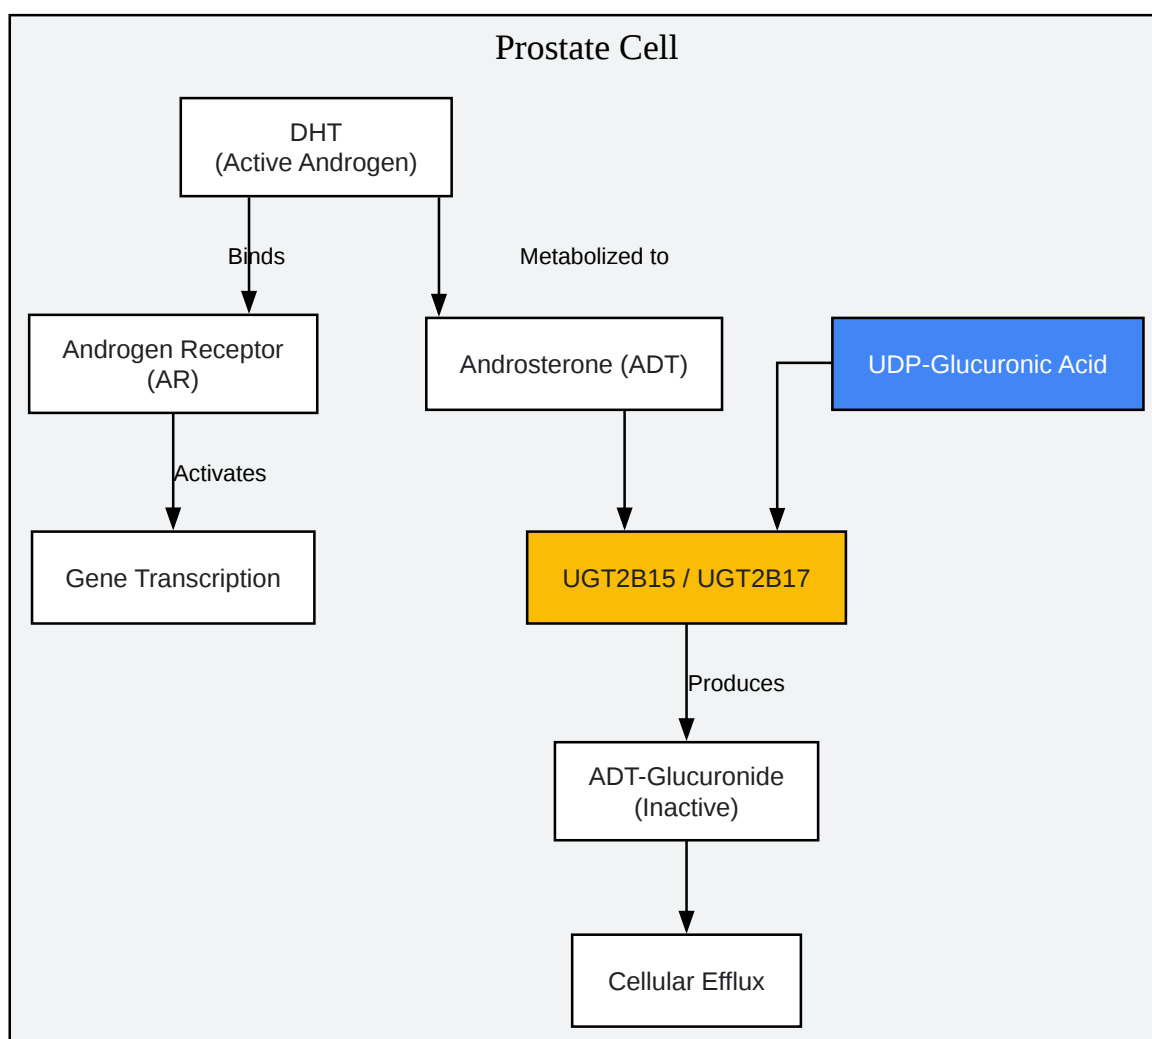 Prostate Cell
DHT
(Active Androgen)
Binds
Metabolized to
Androgen Receptor
(AR)
Androsterone (ADT)
UDP-Glucuronic Acid
Activates
Gene Transcription
UGT2B15 / UGT2B17
Produces
ADT-Glucuronide
(Inactive)
Cellular Efflux